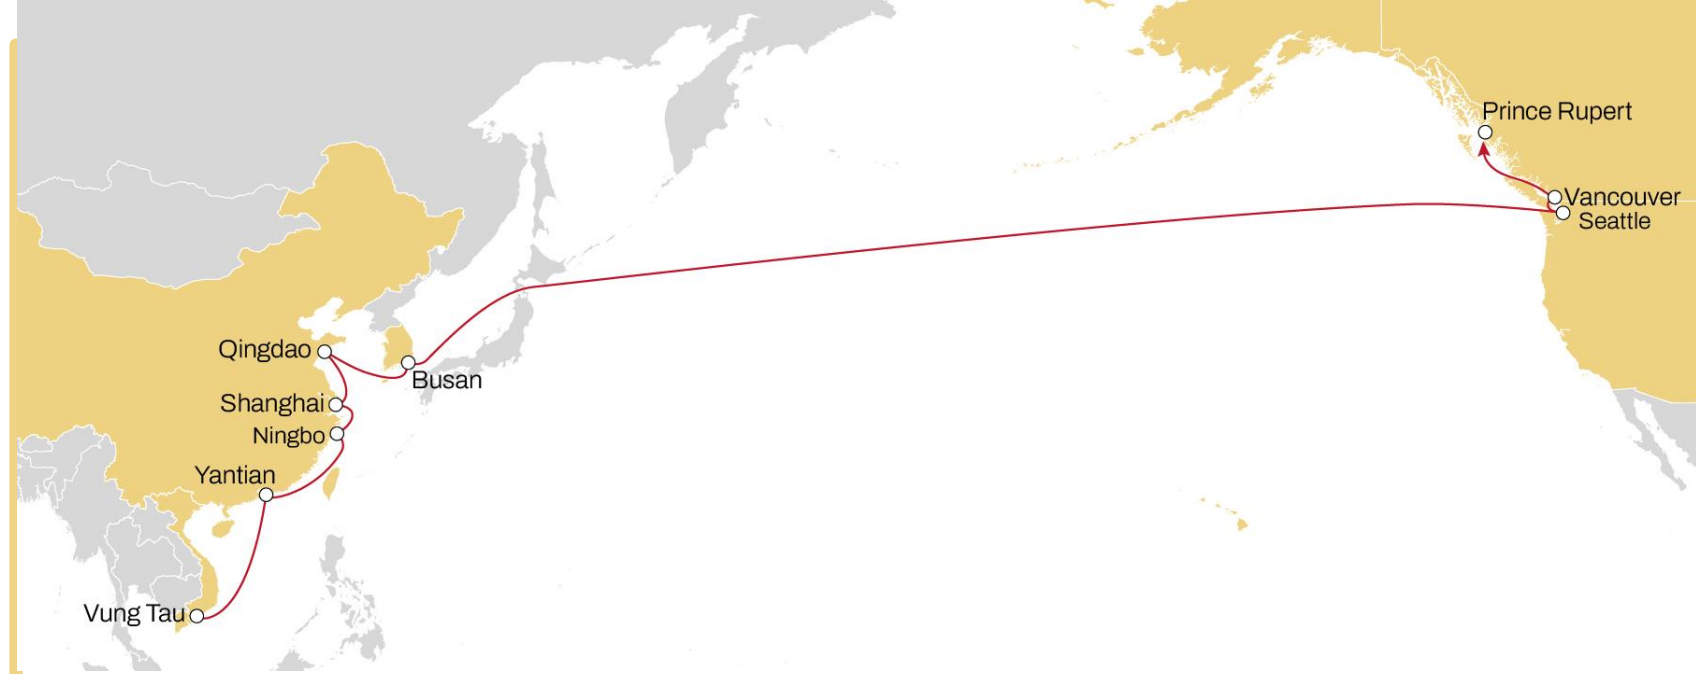 Prince Rupert
Vancouver
Seattle
Qingdao
Busan
Shanghai
Ningbo
Yantian
Vung Tau